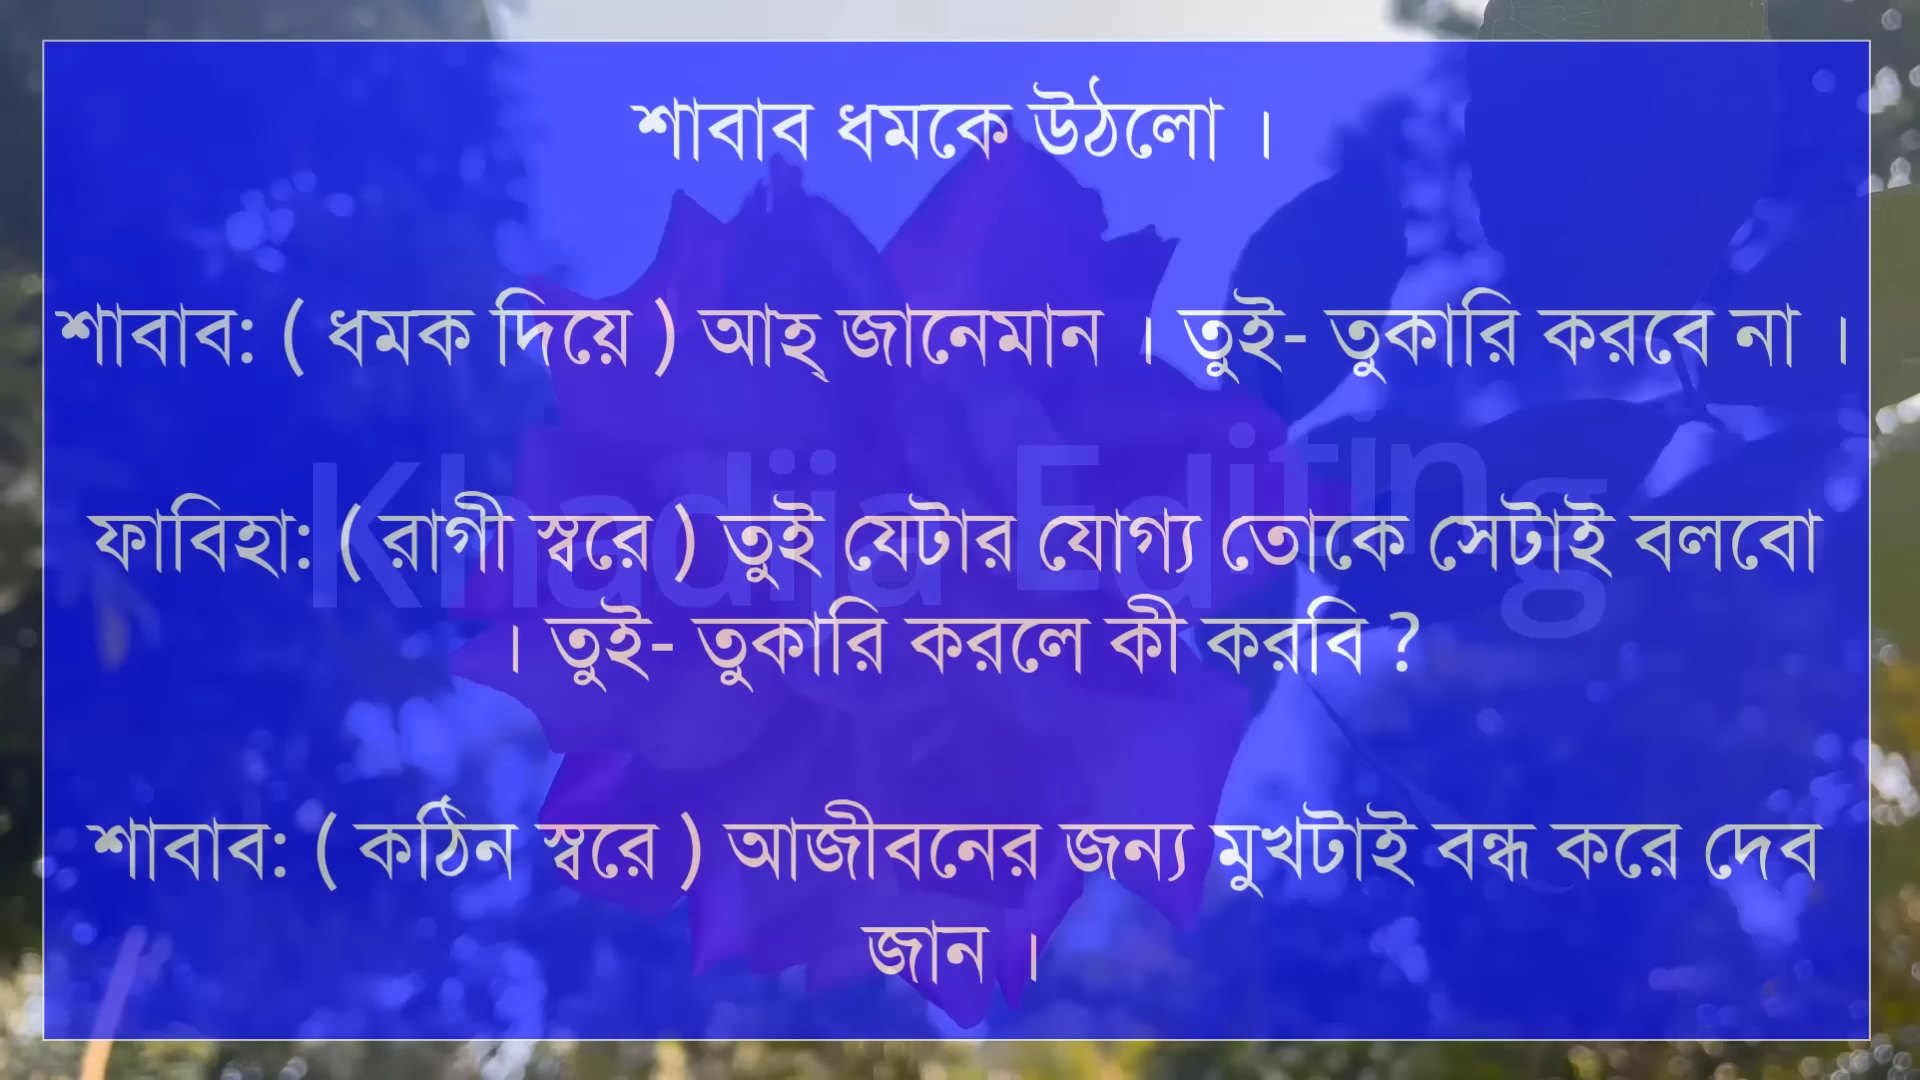 শাবাব ধমকে উঠলো ।
শাবাব: ( ধমক দিয়ে ) আহ্ জানেমান । তুই- তুকারি করবে না ।
Khadija Editing
ফাবিহা: ( রাগী স্বরে ) তুই যেটার যোগ্য তোকে সেটাই বলবো
। তুই- তুকারি করলে কী করবি ?
শাবাব: ( কঠিন স্বরে ) আজীবনের জন্য মুখটাই বন্ধ করে দেব
জান ।